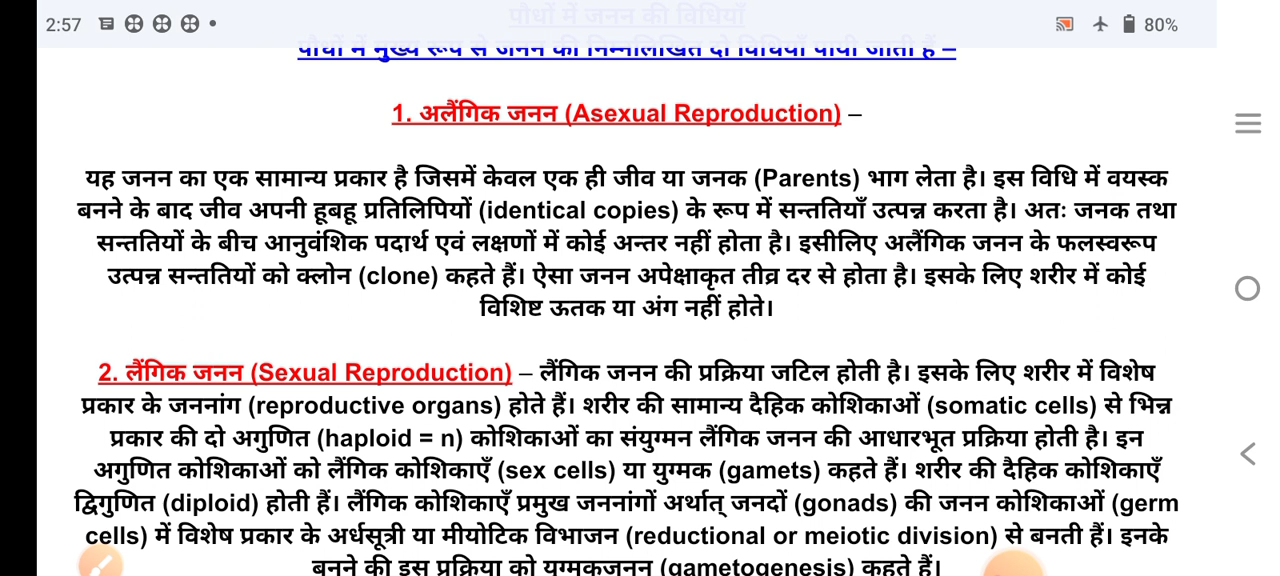 2:57
80%
पौधों में जनन की विधियाँ
पौधों में मुख्य रूप से जनन की निम्नलिखित दो विधियाँ पायी जाती हैं –
1. अलैंगिक जनन (Asexual Reproduction) –
यह जनन का एक सामान्य प्रकार है जिसमें केवल एक ही जीव या जनक (Parents) भाग लेता है। इस विधि में वयस्क
बनने के बाद जीव अपनी हूबहू प्रतिलिपियों (identical copies) के रूप में सन्ततियाँ उत्पन्न करता है। अतः जनक तथा
सन्ततियों के बीच आनुवंशिक पदार्थ एवं लक्षणों में कोई अन्तर नहीं होता है। इसीलिए अलैंगिक जनन के फलस्वरूप
उत्पन्न सन्ततियों को क्लोन (clone) कहते हैं। ऐसा जनन अपेक्षाकृत तीव्र दर से होता है। इसके लिए शरीर में कोई
विशिष्ट ऊतक या अंग नहीं होते।
2. लैंगिक जनन (Sexual Reproduction) – लैंगिक जनन की प्रक्रिया जटिल होती है। इसके लिए शरीर में विशेष
प्रकार के जननांग (reproductive organs) होते हैं। शरीर की सामान्य दैहिक कोशिकाओं (somatic cells) से भिन्न
प्रकार की दो अगुणित (haploid = n) कोशिकाओं का संयुग्मन लैंगिक जनन की आधारभूत प्रक्रिया होती है। इन
अगुणित कोशिकाओं को लैंगिक कोशिकाएँ (sex cells) या युग्मक (gamets) कहते हैं। शरीर की दैहिक कोशिकाएँ
द्विगुणित (diploid) होती हैं। लैंगिक कोशिकाएँ प्रमुख जननांगों अर्थात् जनदों (gonads) की जनन कोशिकाओं (germ
cells) में विशेष प्रकार के अर्धसूत्री या मीयोटिक विभाजन (reductional or meiotic division) से बनती हैं। इनके
बनने की इस प्रक्रिया को युग्मकजनन (gametogenesis) कहते हैं।